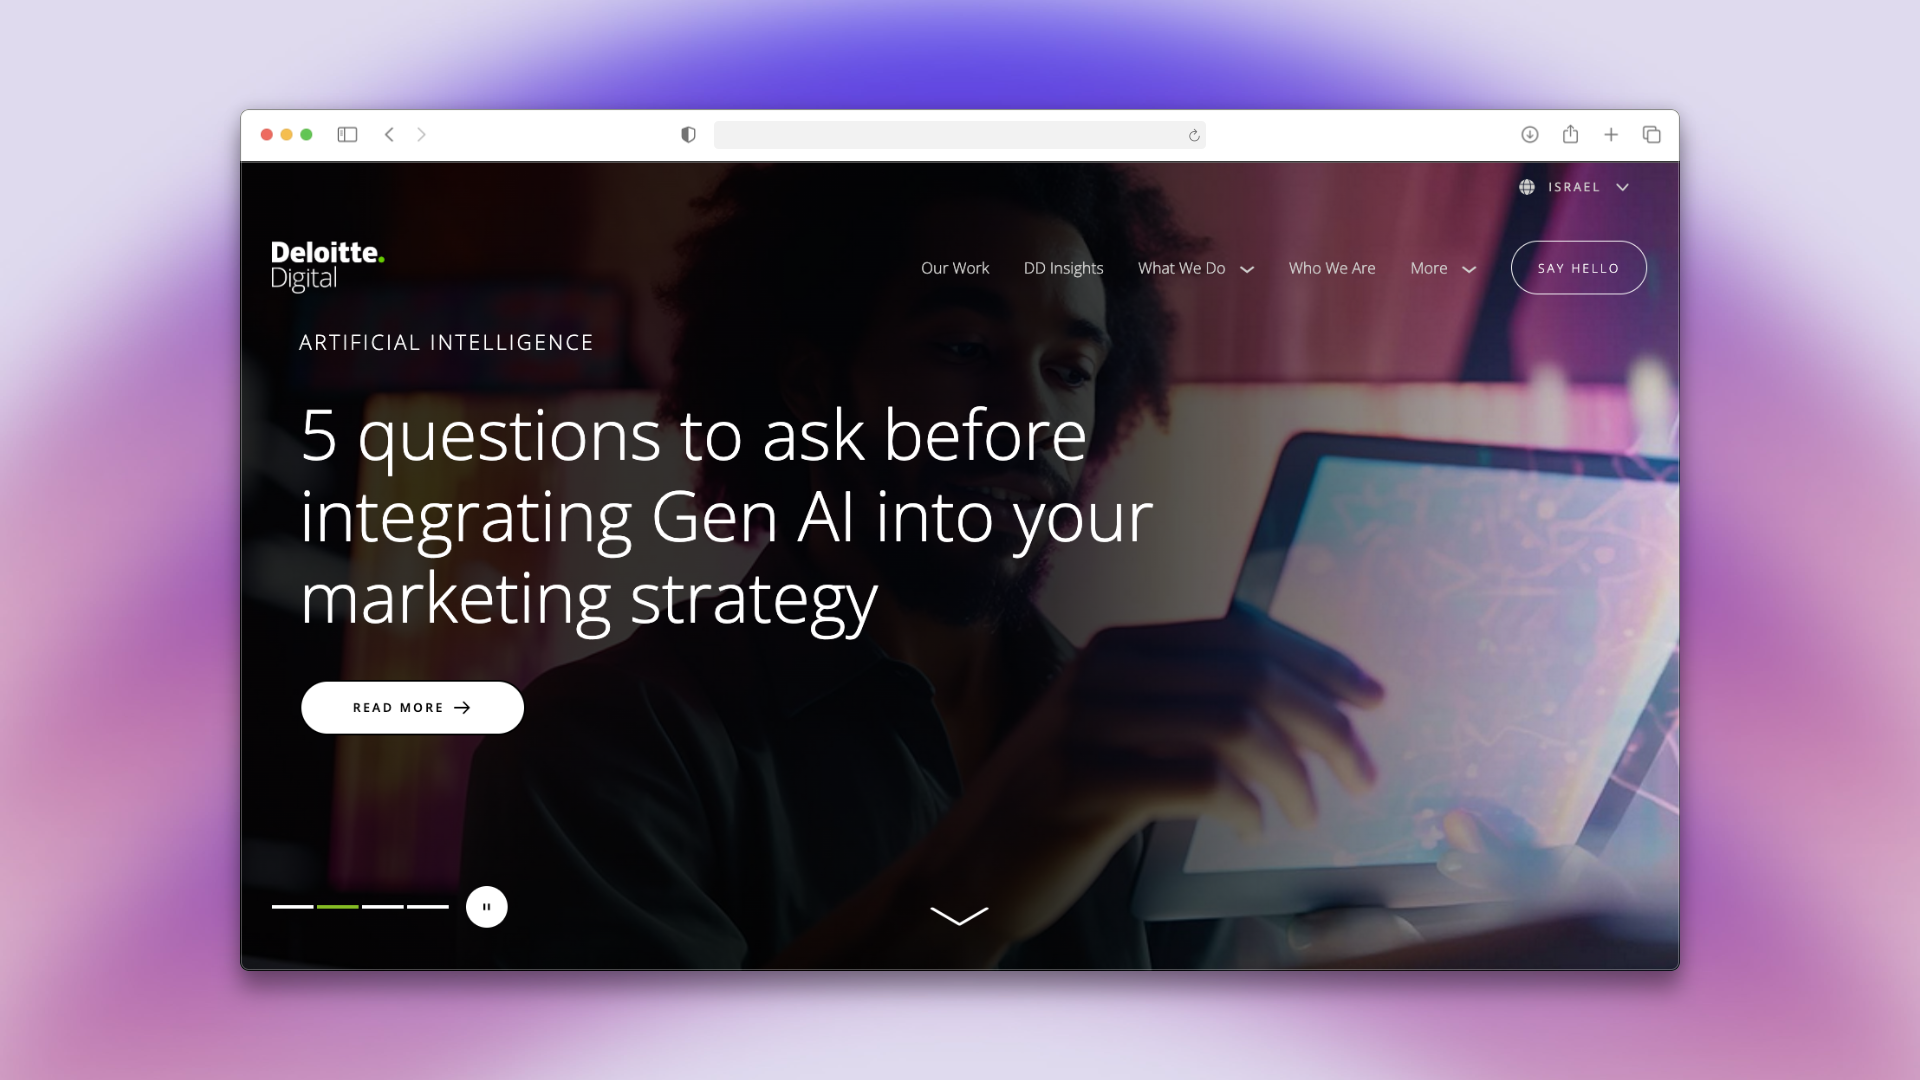 ISRAEL
Deloitte.
Digital
Our Work
DD Insights
What We Do
Who We Are
More
SAY HELLO
ARTIFICIAL INTELLIGENCE
5 questions to ask before
integrating Gen AI into your
marketing strategy
READ MORE